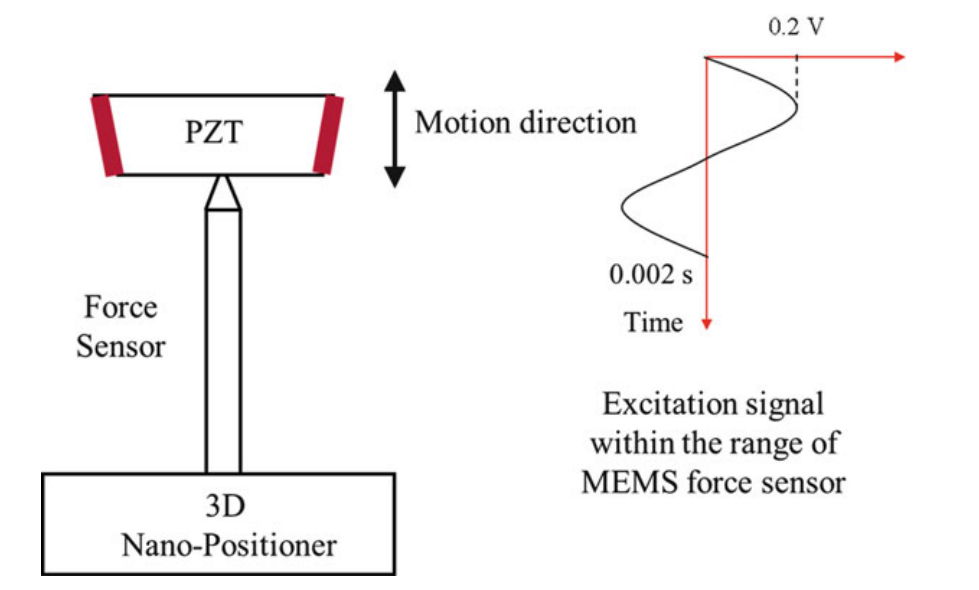 0.2 V
PZT
Motion direction
0.002 s
Force
Sensor
Time
Excitation signal
within the range of
MEMS force sensor
3D
Nano-Positioner